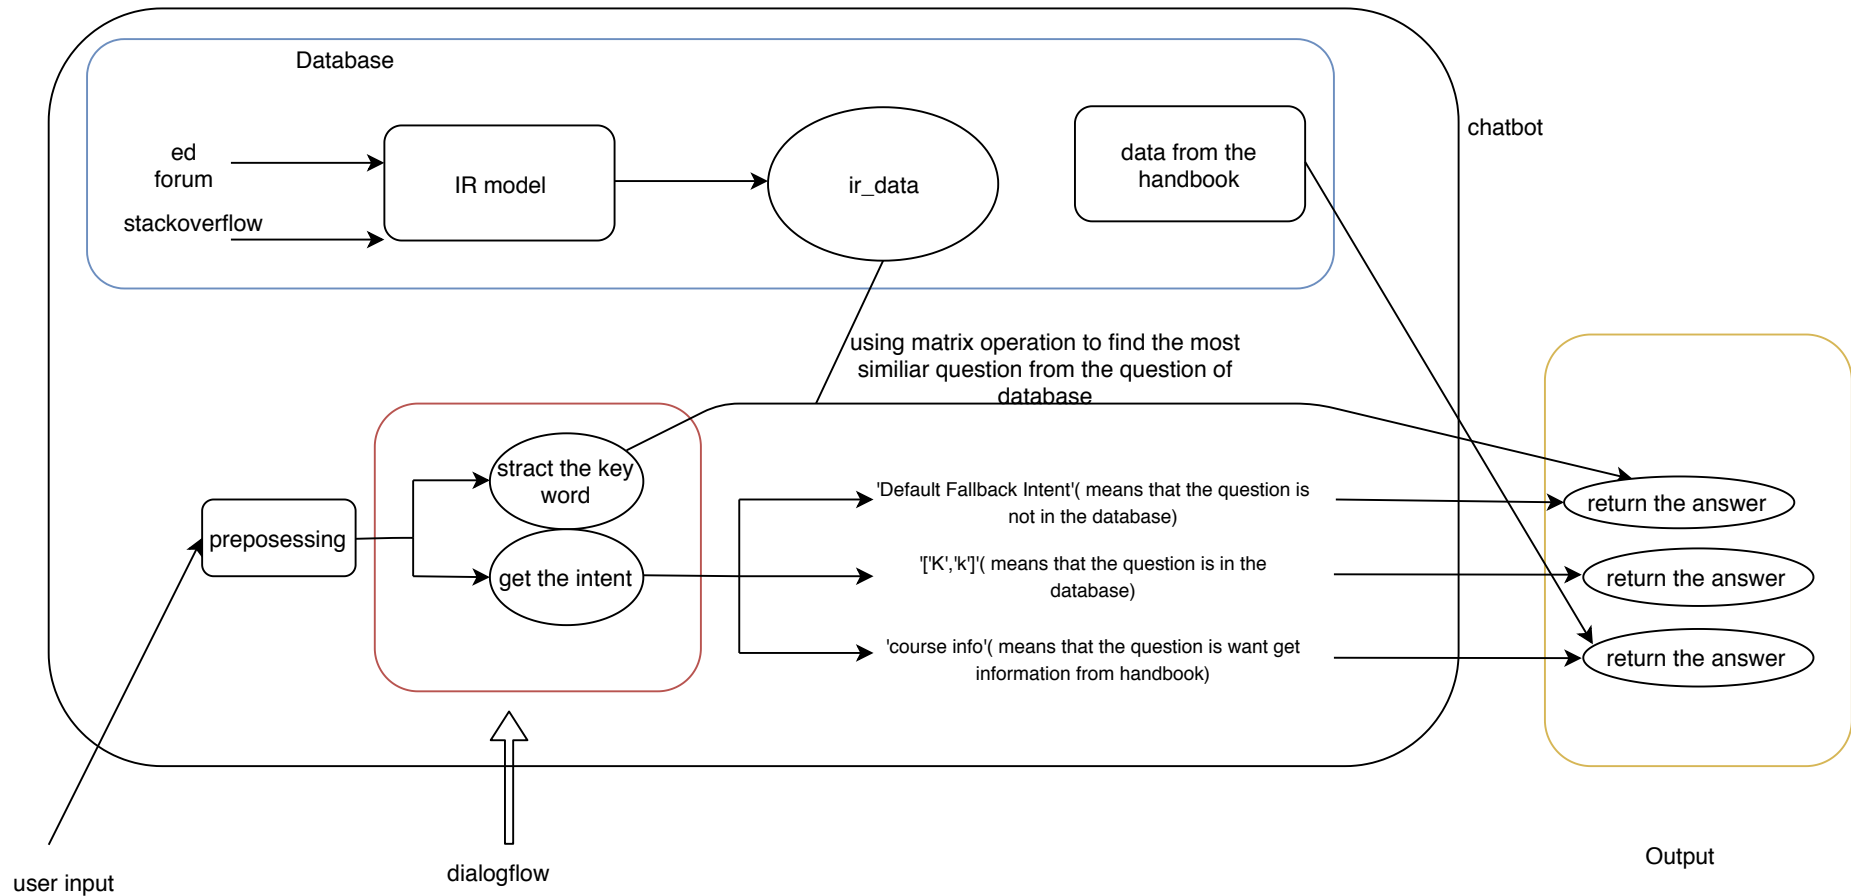 Database
chatbot
ed
forum
stackoverflow
IR model
ir_data
data from the
handbook
using matrix operation to find the most
similiar question from the question of
database
stract the key
word
preposessing
get the intent
'Default Fallback Intent'( means that the question is
not in the database)
'['K','k']'( means that the question is in the
database)
'course info'( means that the question is want get
information from handbook)
return the answer
return the answer
return the answer
user input
dialogflow
Output